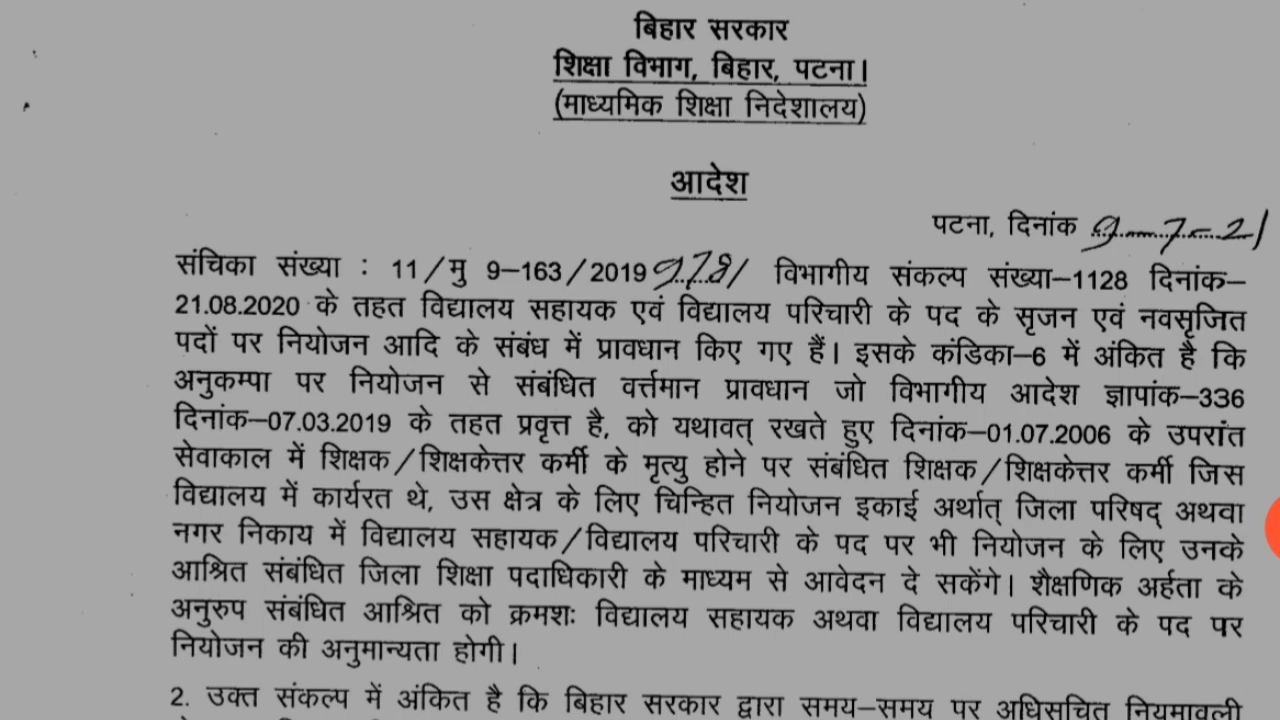 बिहार सरकार
शिक्षा विभाग, बिहार, पटना।
(माध्यमिक शिक्षा निदेशालय)
आदेश
पटना, दिनांक 9-7-21
संचिका संख्या : 11/मु 9–163/2019 978/ विभागीय संकल्प संख्या–1128 दिनांक–
21.08.2020 के तहत विद्यालय सहायक एवं विद्यालय परिचारी के पद के सृजन एवं नवसृजित
पदों पर नियोजन आदि के संबंध में प्रावधान किए गए हैं। इसके कंडिका–6 में अंकित है कि
अनुकम्पा पर नियोजन से संबंधित वर्त्तमान प्रावधान जो विभागीय आदेश ज्ञापांक–336
दिनांक–07.03.2019 के तहत प्रवृत्त है, को यथावत् रखते हुए दिनांक–01.07.2006 के उपरांत
सेवाकाल में शिक्षक/शिक्षकेत्तर कर्मी के मृत्यु होने पर संबंधित शिक्षक/शिक्षकेत्तर कर्मी जिस
विद्यालय में कार्यरत थे, उस क्षेत्र के लिए चिन्हित नियोजन इकाई अर्थात् जिला परिषद् अथवा
नगर निकाय में विद्यालय सहायक/विद्यालय परिचारी के पद पर भी नियोजन के लिए उनके
आश्रित संबंधित जिला शिक्षा पदाधिकारी के माध्यम से आवेदन दे सकेंगे। शैक्षणिक अर्हता के
अनुरुप संबंधित आश्रित को क्रमशः विद्यालय सहायक अथवा विद्यालय परिचारी के पद पर
नियोजन की अनुमान्यता होगी।
2. उक्त संकल्प में अंकित है कि बिहार सरकार द्वारा समय–समय पर अधिसूचित नियमावली